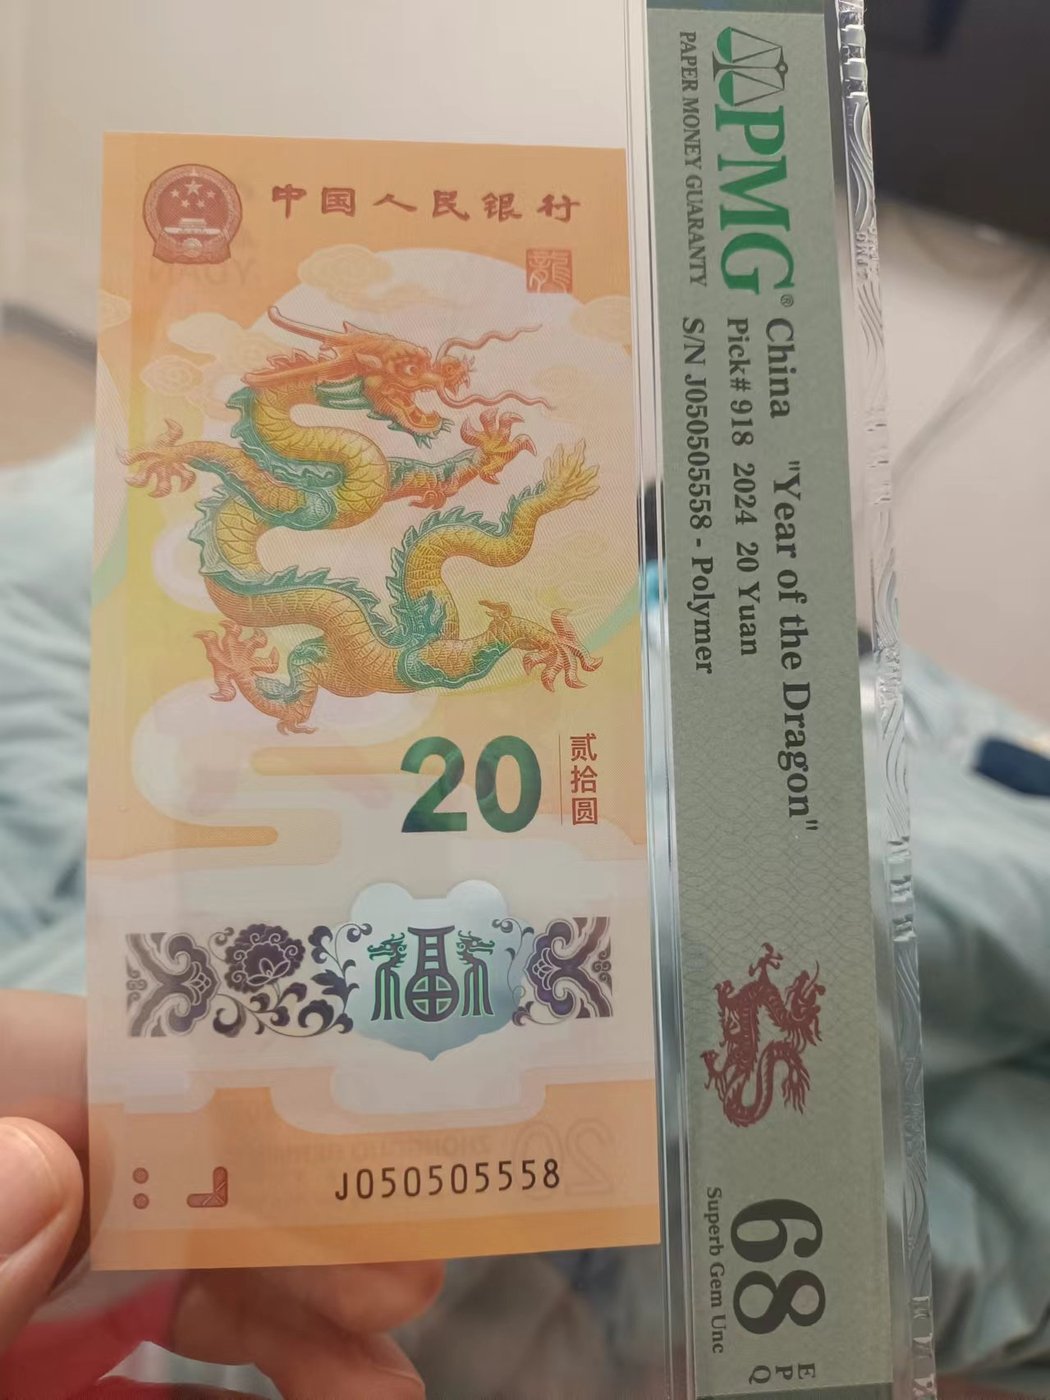 中国人民银行
龍
20
贰拾圆
福
J050505558
PMG®
PAPER MONEY GUARANTY
China "Year of the Dragon"
Pick# 918 2024 20 Yuan
S/N J050505558 - Polymer
68
EPQ
Superb Gem Unc